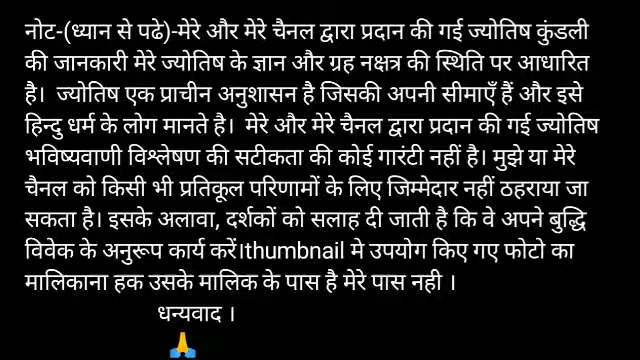 नोट-(ध्यान से पढे)-मेरे और मेरे चैनल द्वारा प्रदान की गई ज्योतिष कुंडली
की जानकारी मेरे ज्योतिष के ज्ञान और ग्रह नक्षत्र की स्थिति पर आधारित
है। ज्योतिष एक प्राचीन अनुशासन है जिसकी अपनी सीमाएँ हैं और इसे
हिन्दु धर्म के लोग मानते है। मेरे और मेरे चैनल द्वारा प्रदान की गई ज्योतिष
भविष्यवाणी विश्लेषण की सटीकता की कोई गारंटी नहीं है। मुझे या मेरे
चैनल को किसी भी प्रतिकूल परिणामों के लिए जिम्मेदार नहीं ठहराया जा
सकता है। इसके अलावा, दर्शकों को सलाह दी जाती है कि वे अपने बुद्धि
विवेक के अनुरूप कार्य करें।thumbnail मे उपयोग किए गए फोटो का
मालिकाना हक उसके मालिक के पास है मेरे पास नही ।
धन्यवाद ।
🙏